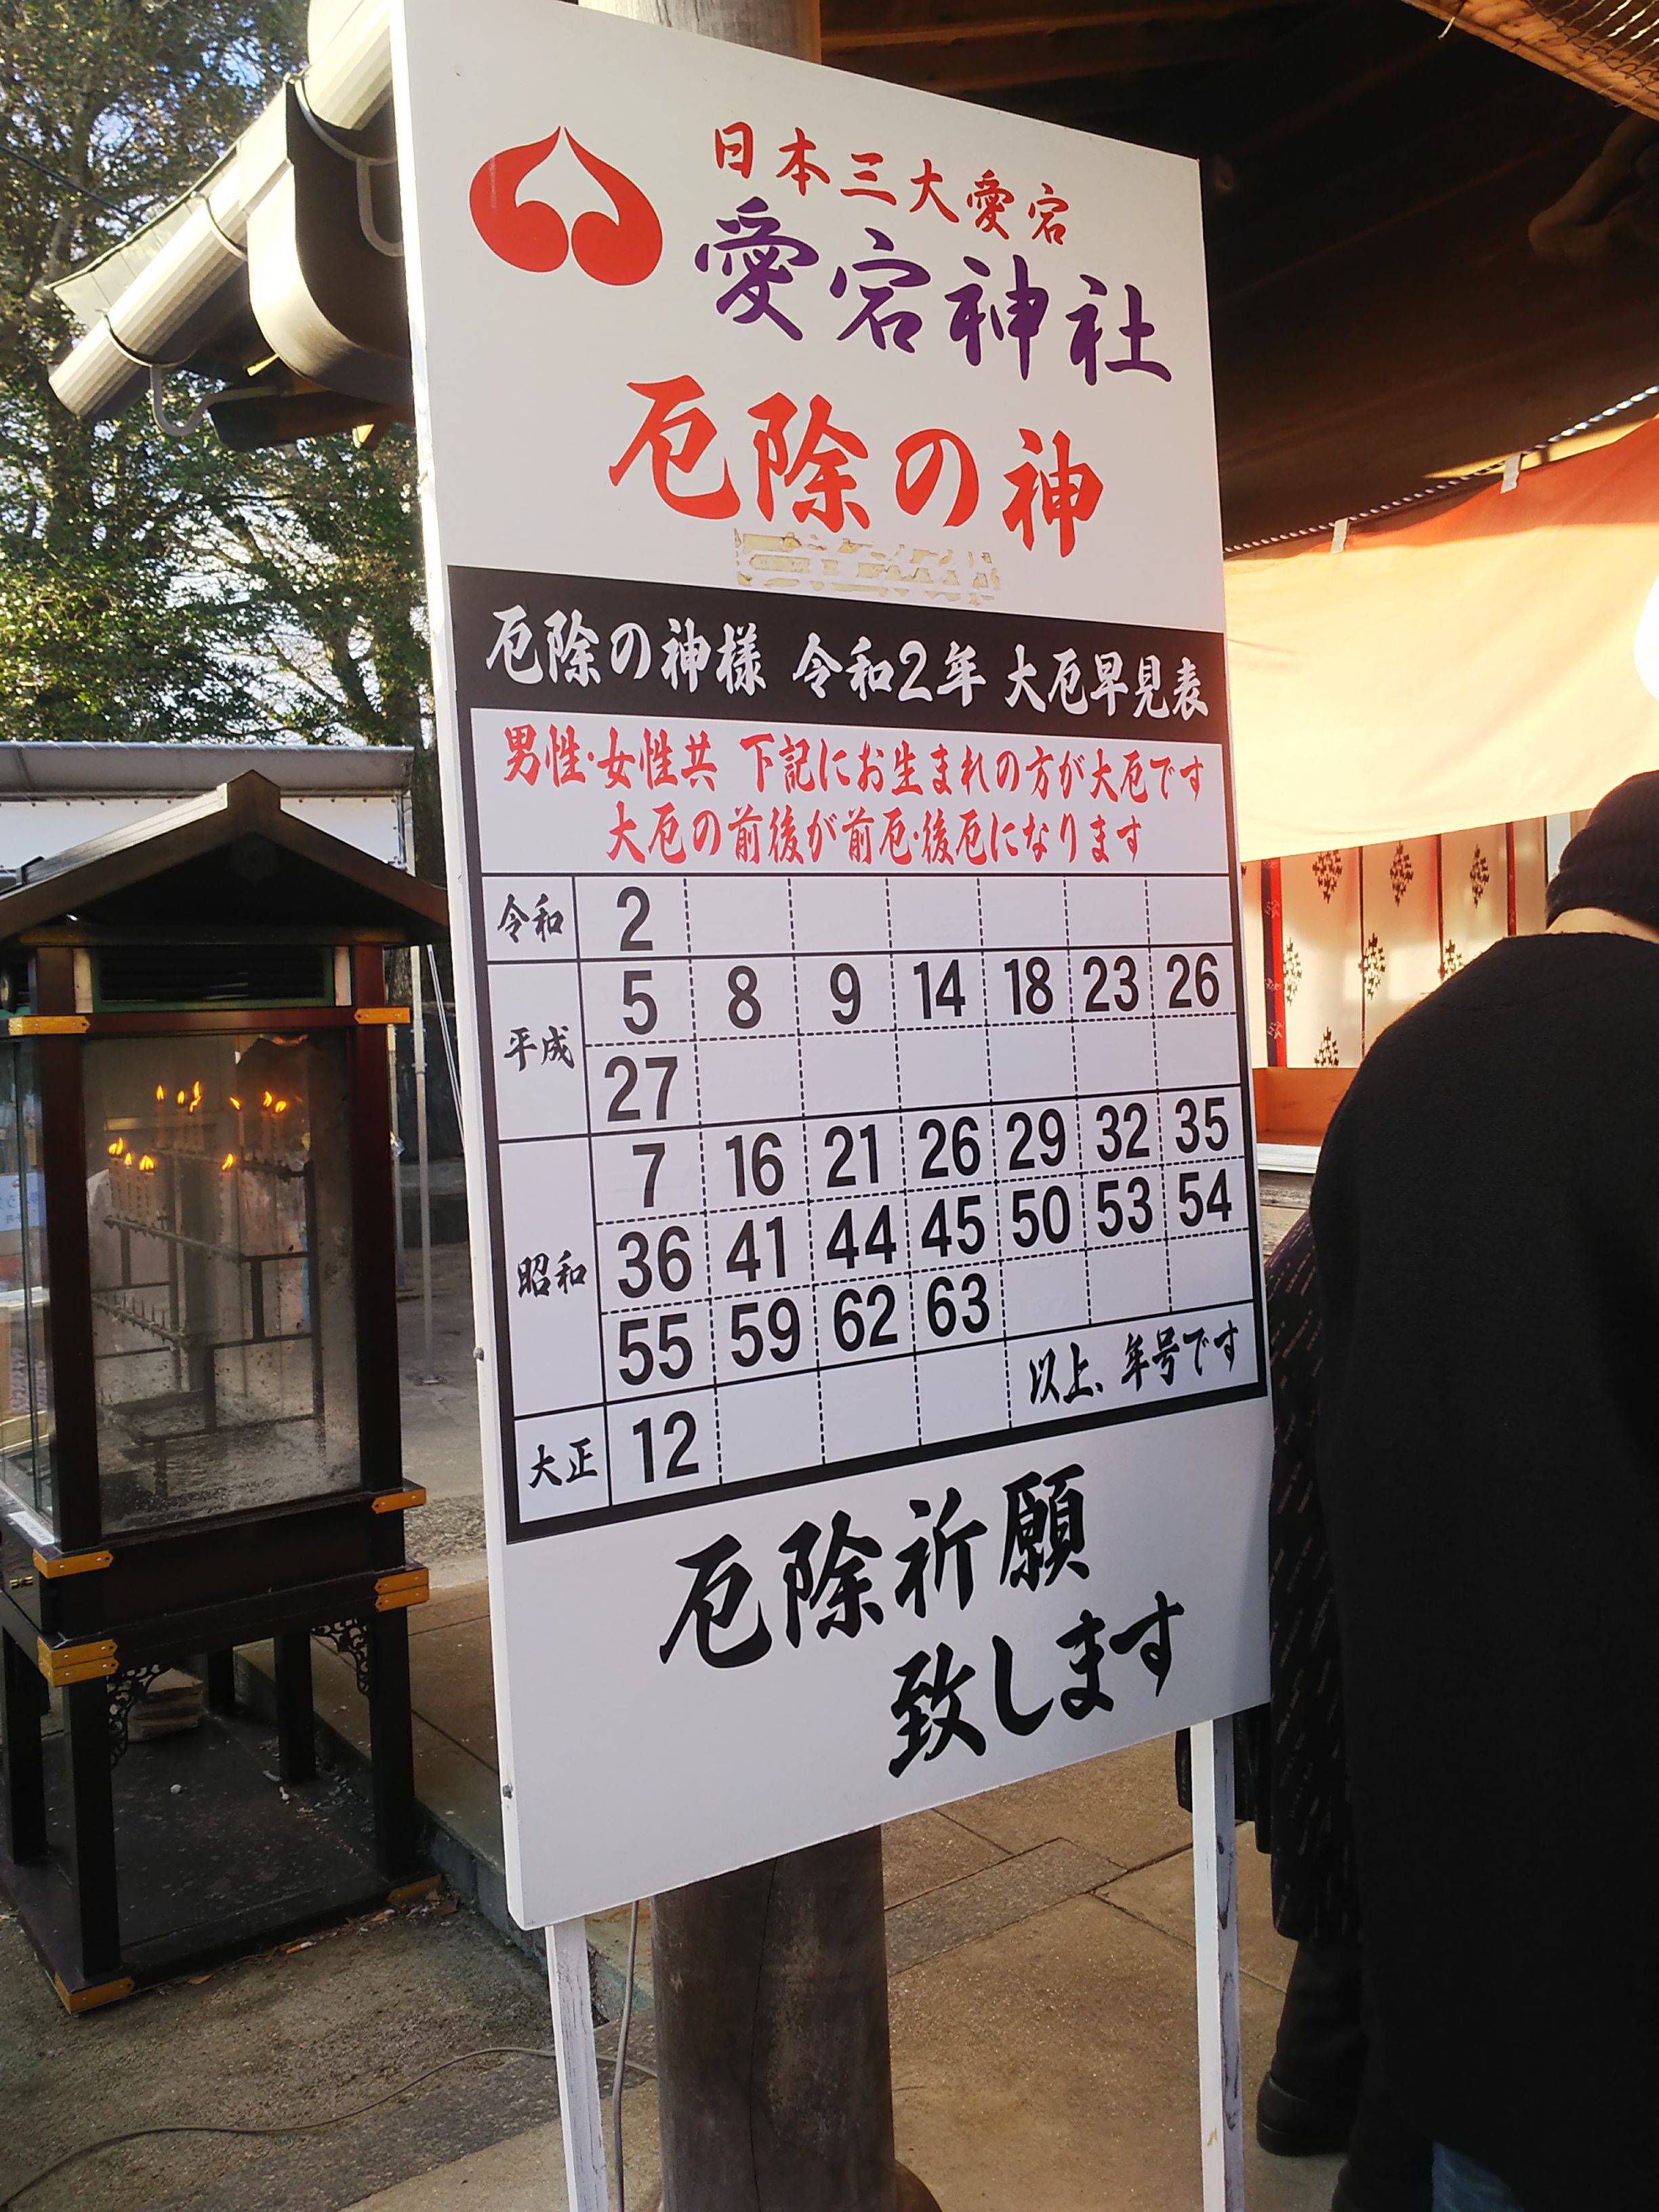 日本三大愛宕
愛宕神社
厄除の神
厄除の神様 令和2年 大厄早見表
男性・女性共 下記にお生まれの方が大厄です
大厄の前後が前厄・後厄になります
令和 2
平成 5 8 9 14 18 23 26
27
昭和 7 16 21 26 29 32 35
36 41 44 45 50 53 54
55 59 62 63
大正 12
以上、年号です
厄除祈願
致します